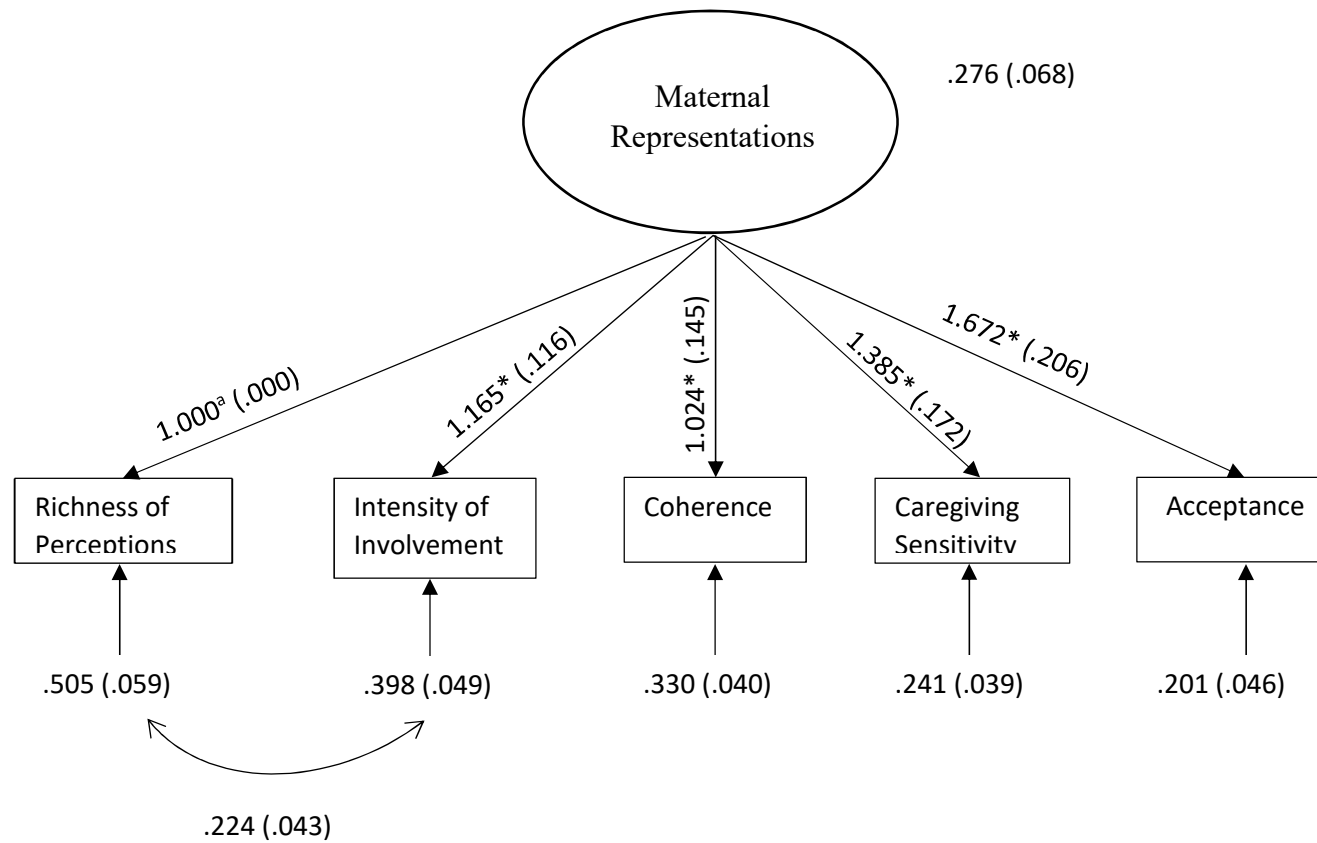 Maternal
Representations
.276 (.068)
1.000ᵃ (.000)
1.165* (.116)
1.024* (.145)
1.385* (.172)
1.672* (.206)
Richness of
Perceptions
Intensity of
Involvement
Coherence
Caregiving
Sensitivity
Acceptance
.505 (.059)
.398 (.049)
.330 (.040)
.241 (.039)
.201 (.046)
.224 (.043)